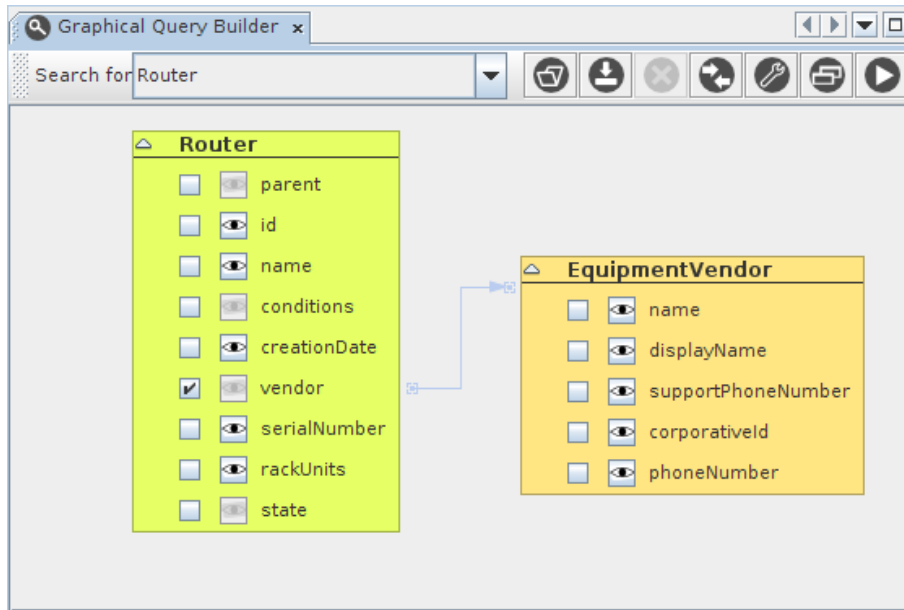 Graphical Query Builder x
Search for Router
Router
parent
id
name
conditions
creationDate
vendor
serialNumber
rackUnits
state
EquipmentVendor
name
displayName
supportPhoneNumber
corporativeId
phoneNumber